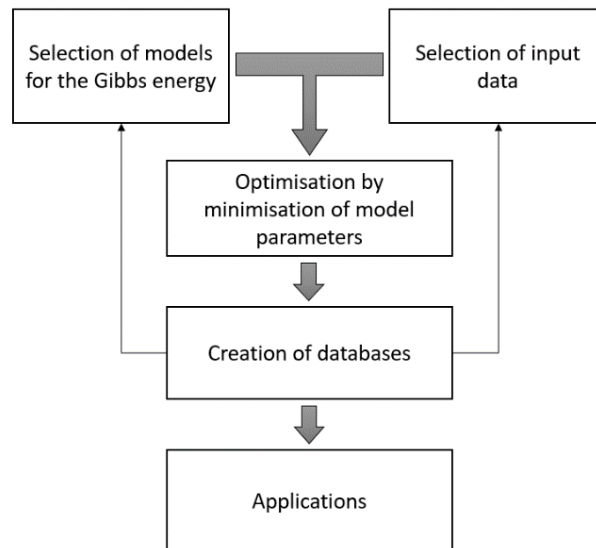 Selection of models
for the Gibbs energy
Selection of input
data
Optimisation by
minimisation of model
parameters
Creation of databases
Applications